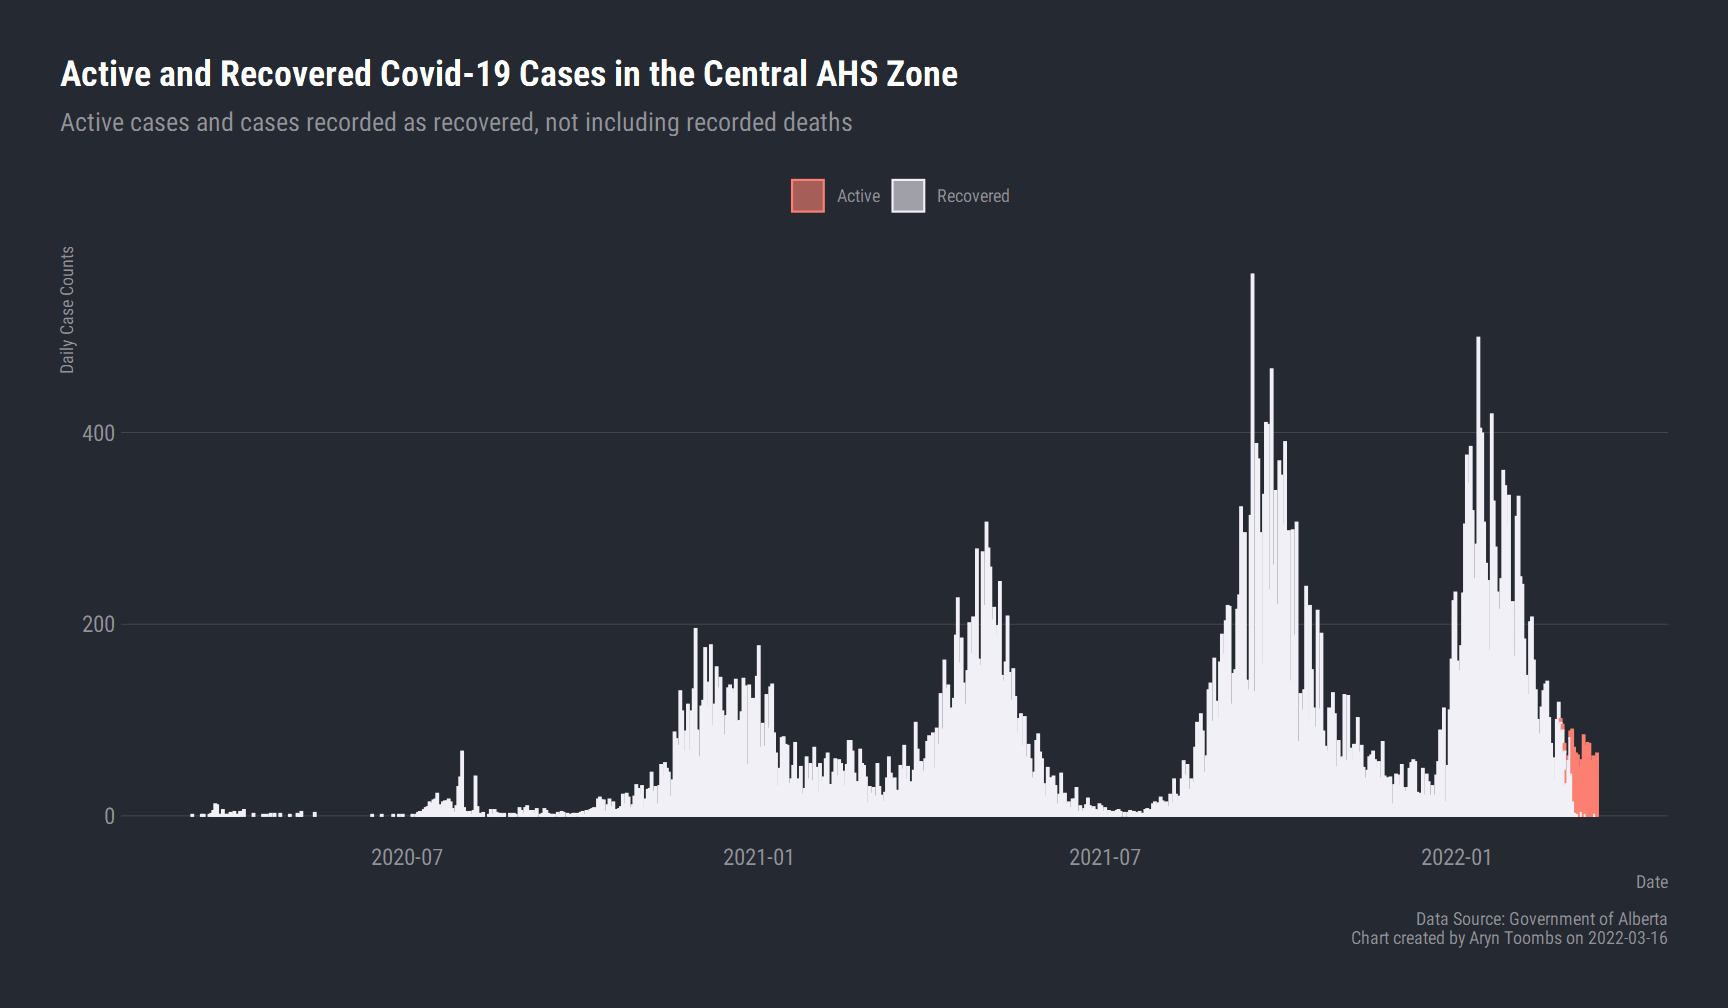 Active and Recovered Covid-19 Cases in the Central AHS Zone
Active cases and cases recorded as recovered, not including recorded deaths
Active
Recovered
Daily Case Counts
400
200
0
2020-07
2021-01
2021-07
2022-01
Date
Data Source: Government of Alberta
Chart created by Aryn Toombs on 2022-03-16